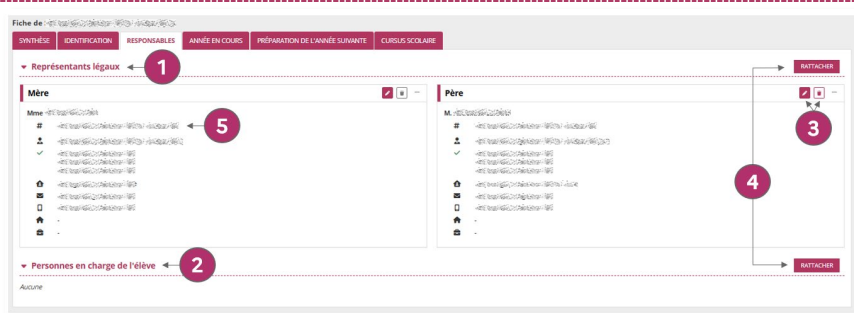 Fiche de
SYNTHÈSE IDENTIFICATION RESPONSABLES ANNÉE EN COURS PRÉPARATION DE L'ANNÉE SUIVANTE CURSUS SCOLAIRE
Représentants légaux 1 RATTACHER
Mère Père
Mme M.
# 5 # 3
4
- -
- -
Personnes en charge de l'élève 2 RATTACHER
Aucune